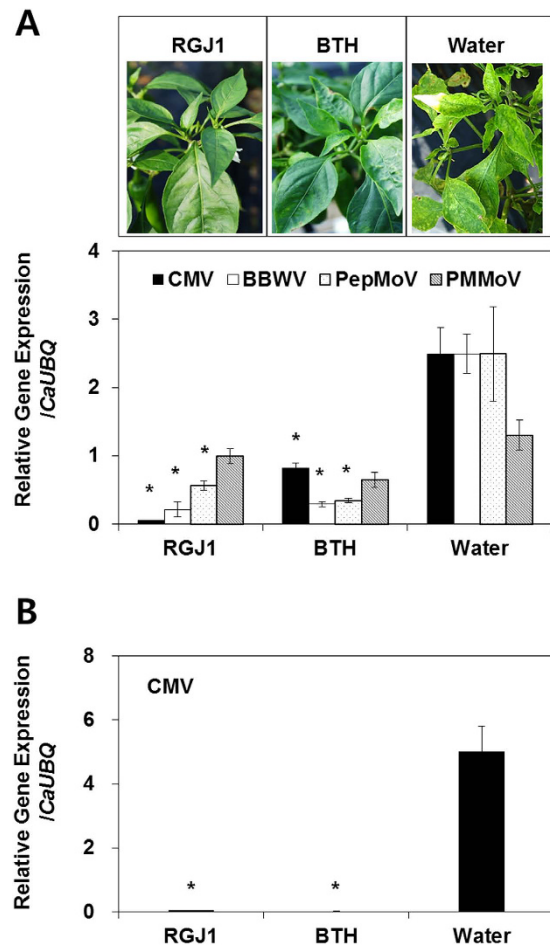 A
RGJ1 BTH Water
4
3
2
1
0
Relative Gene Expression
/CaUBQ
CMV BBWV PepMoV PMMoV
* * * * * *
RGJ1 BTH Water
B
8
6
4
2
0
Relative Gene Expression
/CaUBQ
CMV
* *
RGJ1 BTH Water